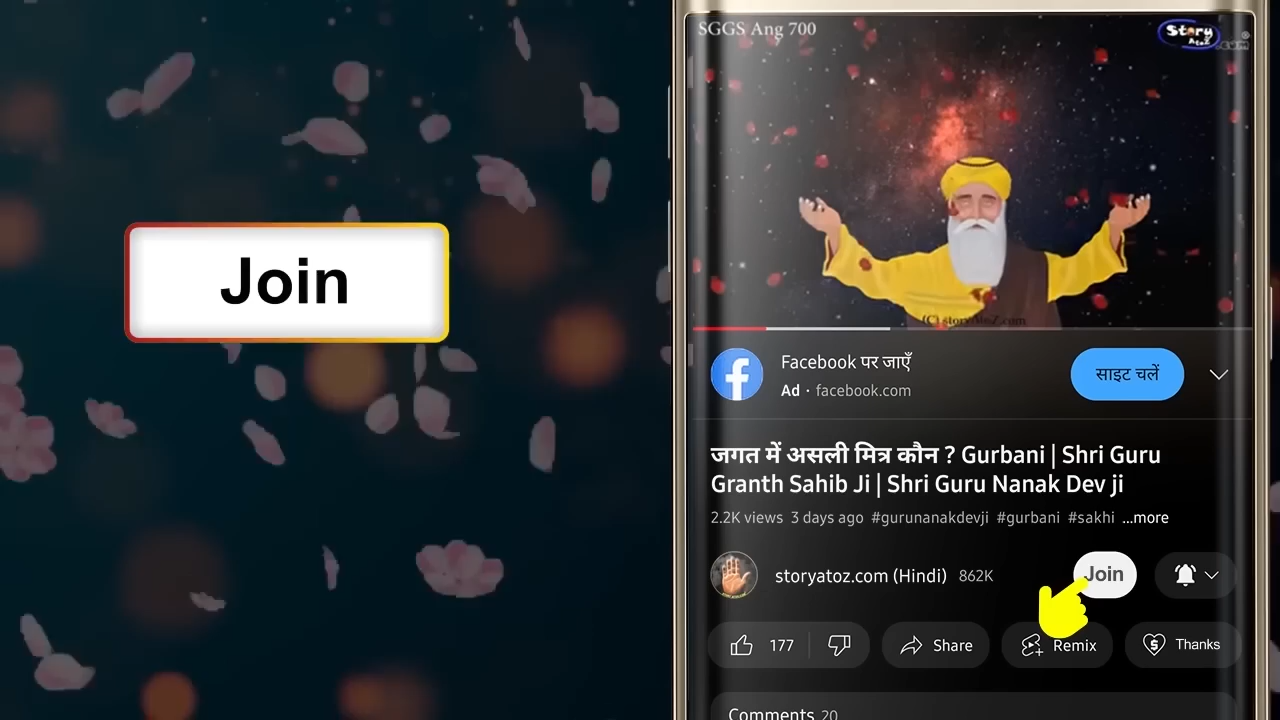 Join
SGGS Ang 700
Story
AtoZ
.com
®
(C) storyAtoZ.com
Facebook पर जाएँ
Ad · facebook.com
साइट चलें
जगत में असली मित्र कौन ? Gurbani | Shri Guru
Granth Sahib Ji | Shri Guru Nanak Dev ji
2.2K views 3 days ago #gurunanakdevji #gurbani #sakhi ...more
storyatoz.com (Hindi) 862K
Join
177
Share
Remix
Thanks
Comments 20